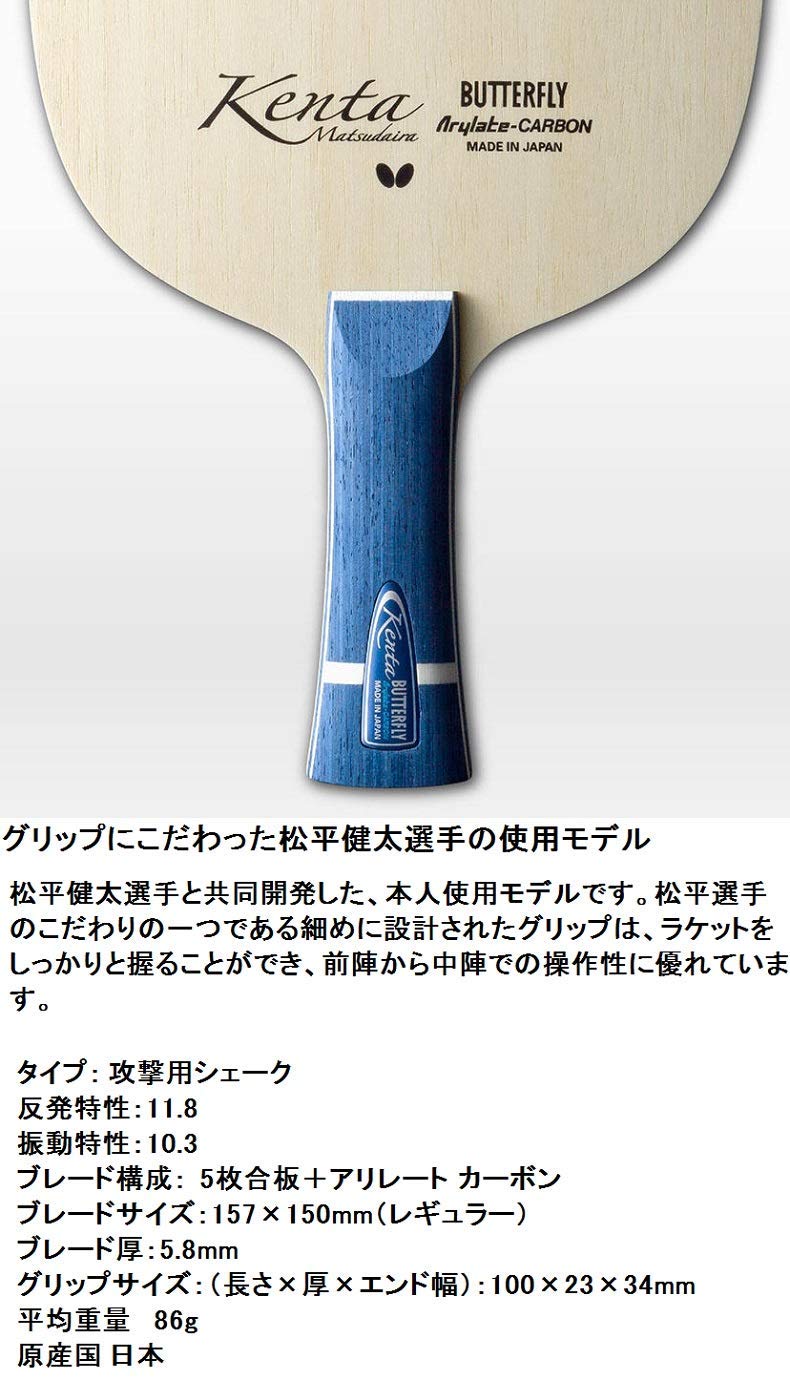 Kenta
Matsudaira
BUTTERFLY
Arylate-CARBON
MADE IN JAPAN
Kenta
BUTTERFLY
Arylate-CARBON
MADE IN JAPAN
グリップにこだわった松平健太選手の使用モデル
松平健太選手と共同開発した、本人使用モデルです。松平選手
のこだわりの一つである細めに設計されたグリップは、ラケットを
しっかりと握ることができ、前陣から中陣での操作性に優れていま
す。
タイプ：攻撃用シェーク
反発特性：11.8
振動特性：10.3
ブレード構成： 5枚合板＋アリレート カーボン
ブレードサイズ：157×150mm（レギュラー）
ブレード厚：5.8mm
グリップサイズ：（長さ×厚×エンド幅）：100×23×34mm
平均重量　86g
原産国 日本